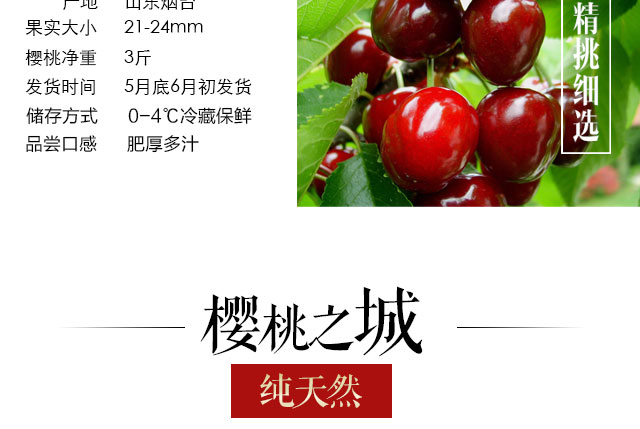 产地 山东烟台
果实大小 21-24mm
樱桃净重 3斤
发货时间 5月底6月初发货
储存方式 0-4℃冷藏保鲜
品尝口感 肥厚多汁
精挑细选
樱桃之城
纯天然